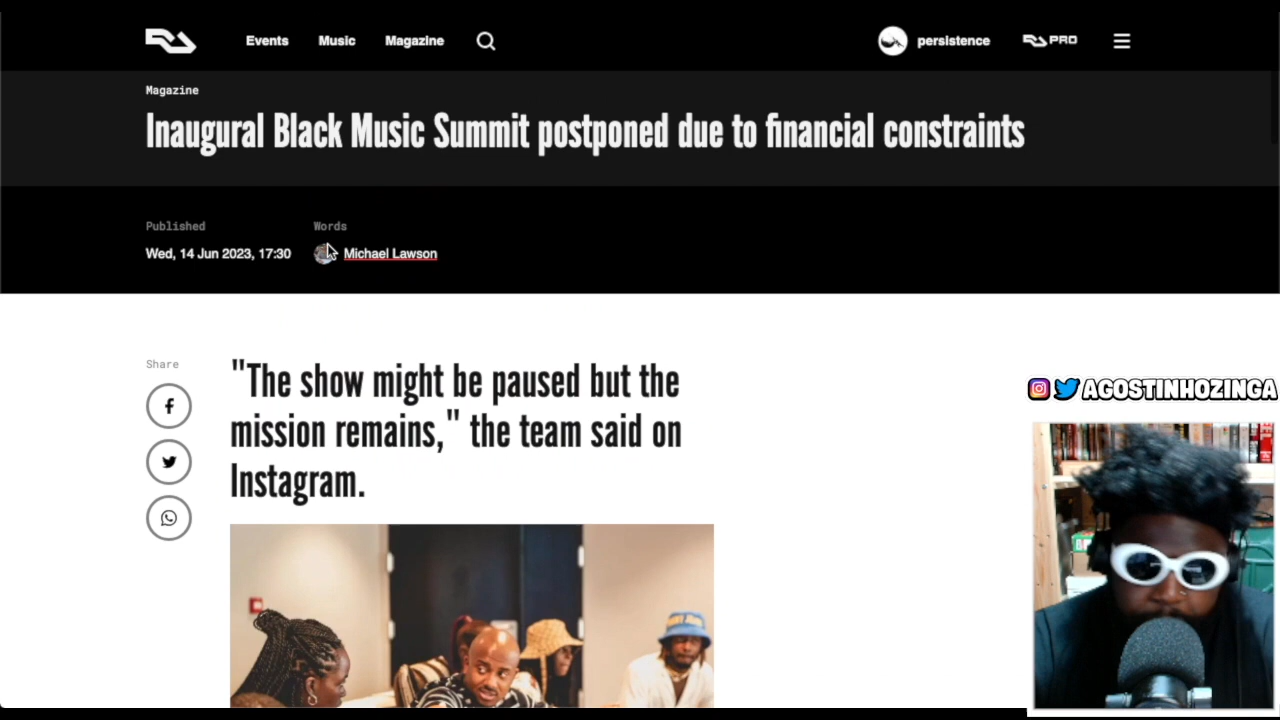 Events Music Magazine
persistence
PRO
Magazine
Inaugural Black Music Summit postponed due to financial constraints
Published Words
Wed, 14 Jun 2023, 17:30 Michael Lawson
Share
"The show might be paused but the
mission remains," the team said on
Instagram.
AGOSTINHOZINGA